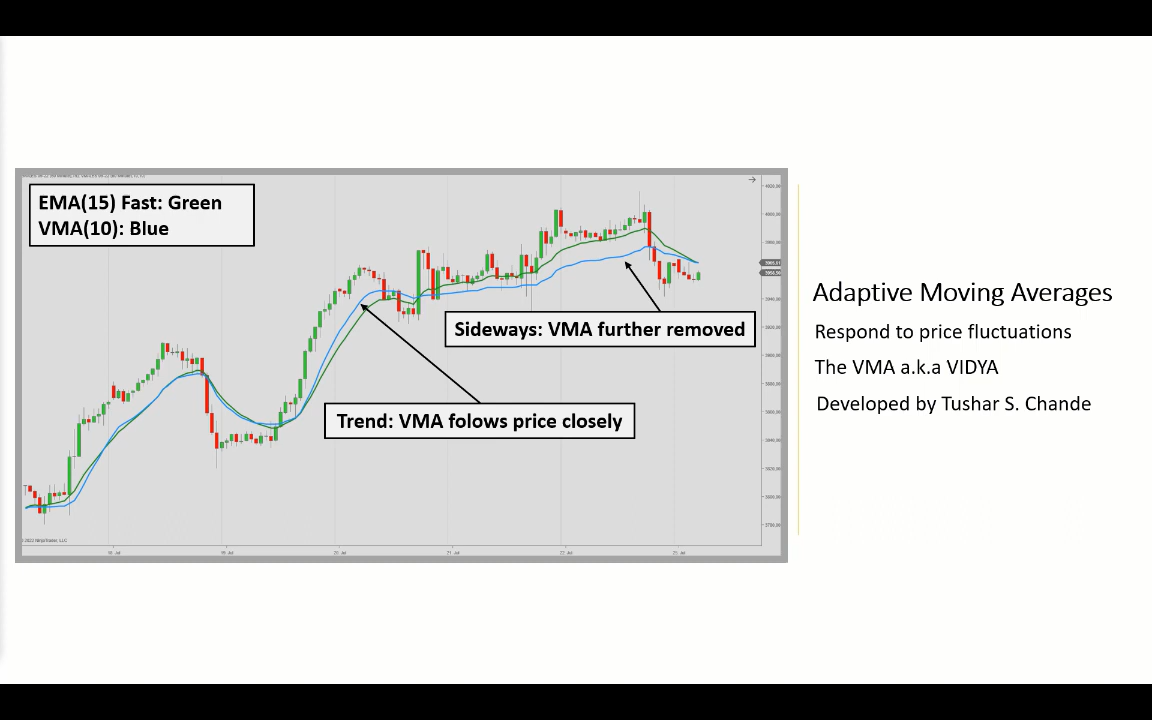 EMA(15) Fast: Green
VMA(10): Blue
Sideways: VMA further removed
Trend: VMA folows price closely
Adaptive Moving Averages
Respond to price fluctuations
The VMA a.k.a VIDYA
Developed by Tushar S. Chande